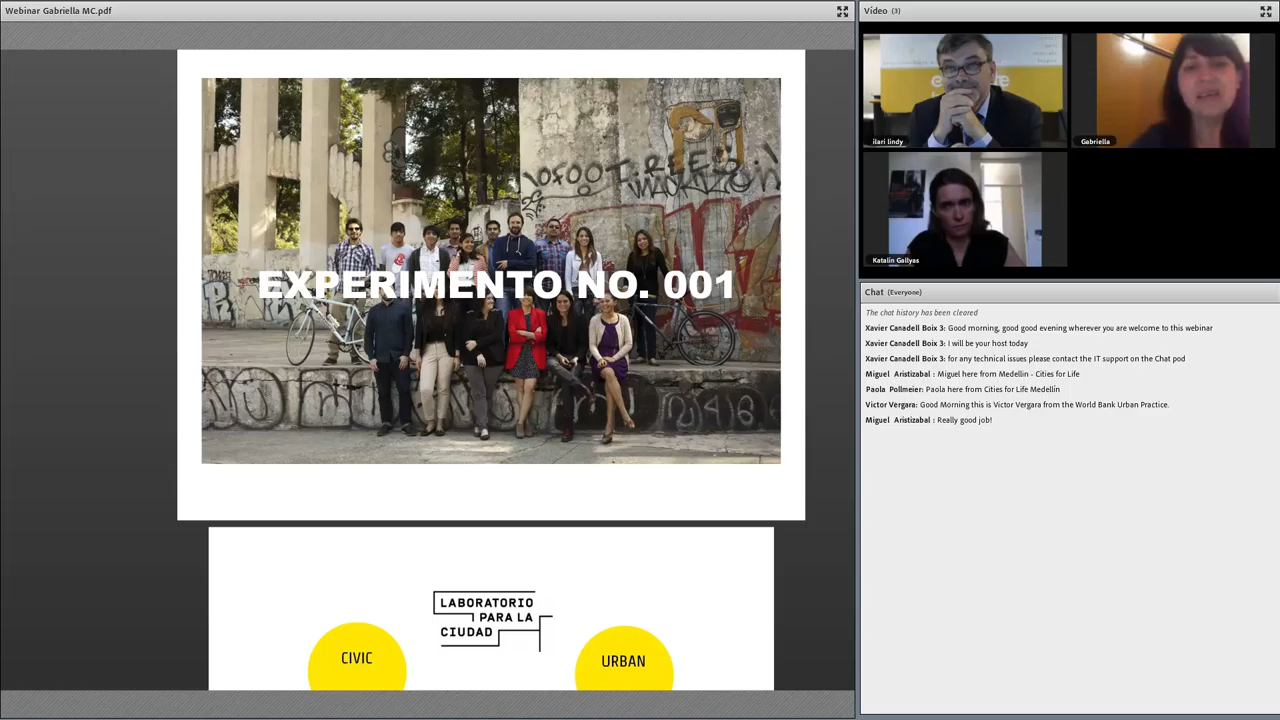 Webinar Gabriella MC.pdf
EXPERIMENTO NO. 001
LABORATORIO
PARA LA
CIUDAD
CIVIC
URBAN
Vídeo (3)
ilari lindy
Gabriella
Katalin Gallyas
Chat (Everyone)
The chat history has been cleared
Xavier Canadell Boix 3: Good morning, good good evening wherever you are welcome to this webinar
Xavier Canadell Boix 3: I will be your host today
Xavier Canadell Boix 3: for any technical issues please contact the IT support on the Chat pod
Miguel Aristizabal : Miguel here from Medellin - Cities for Life
Paola Pollmeier: Paola here from Cities for Life Medellín
Victor Vergara: Good Morning this is Victor Vergara from the World Bank Urban Practice.
Miguel Aristizabal : Really good job!